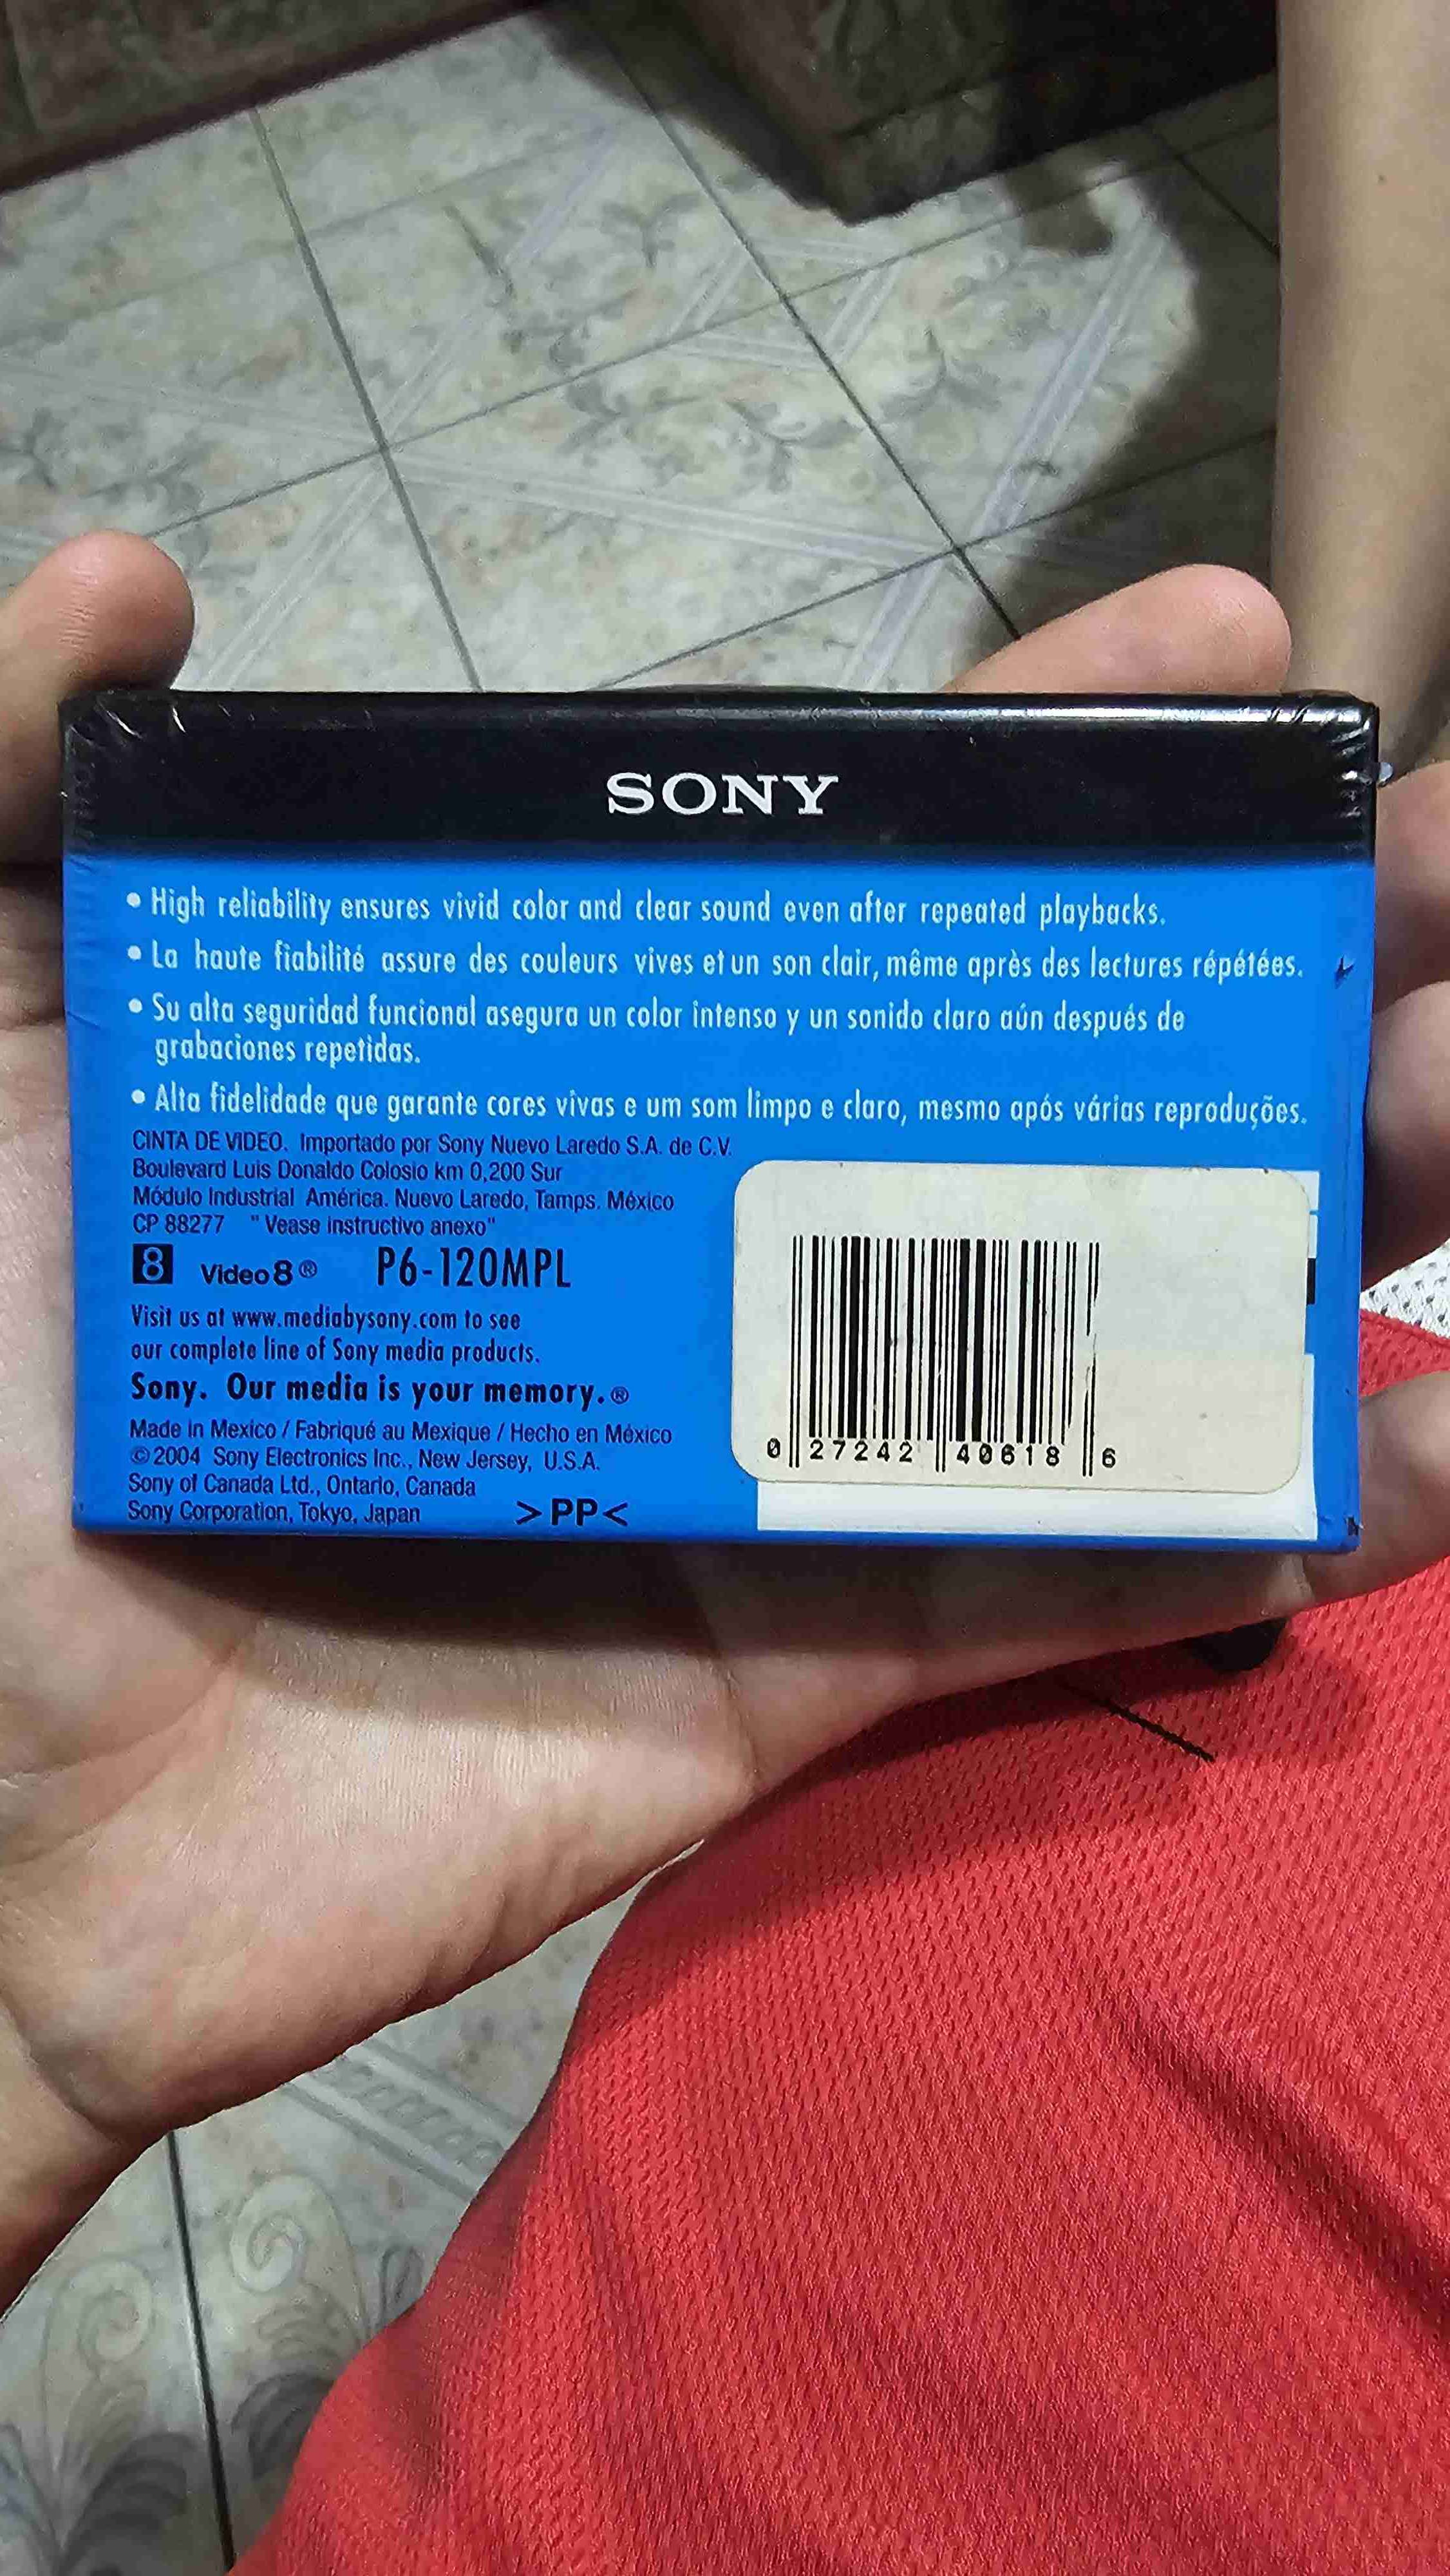 SONY
• High reliability ensures vivid color and clear sound even after repeated playbacks.
• La haute fiabilité assure des couleurs vives et un son clair, même après des lectures répétées.
• Su alta seguridad funcional asegura un color intenso y un sonido claro aún después de
grabaciones repetidas.
• Alta fidelidade que garante cores vivas e um som limpo e claro, mesmo após várias reproduções.
CINTA DE VIDEO. Importado por Sony Nuevo Laredo S.A. de C.V.
Boulevard Luis Donaldo Colosio km 0,200 Sur
Módulo Industrial América. Nuevo Laredo, Tamps. México
CP 88277 " Vease instructivo anexo"
8 Video8® P6-120MPL
Visit us at www.mediabysony.com to see
our complete line of Sony media products.
Sony. Our media is your memory.®
Made in Mexico / Fabriqué au Mexique / Hecho en México
©2004 Sony Electronics Inc., New Jersey, U.S.A.
Sony of Canada Ltd., Ontario, Canada
Sony Corporation, Tokyo, Japan >PP<
0 27242 40618 6